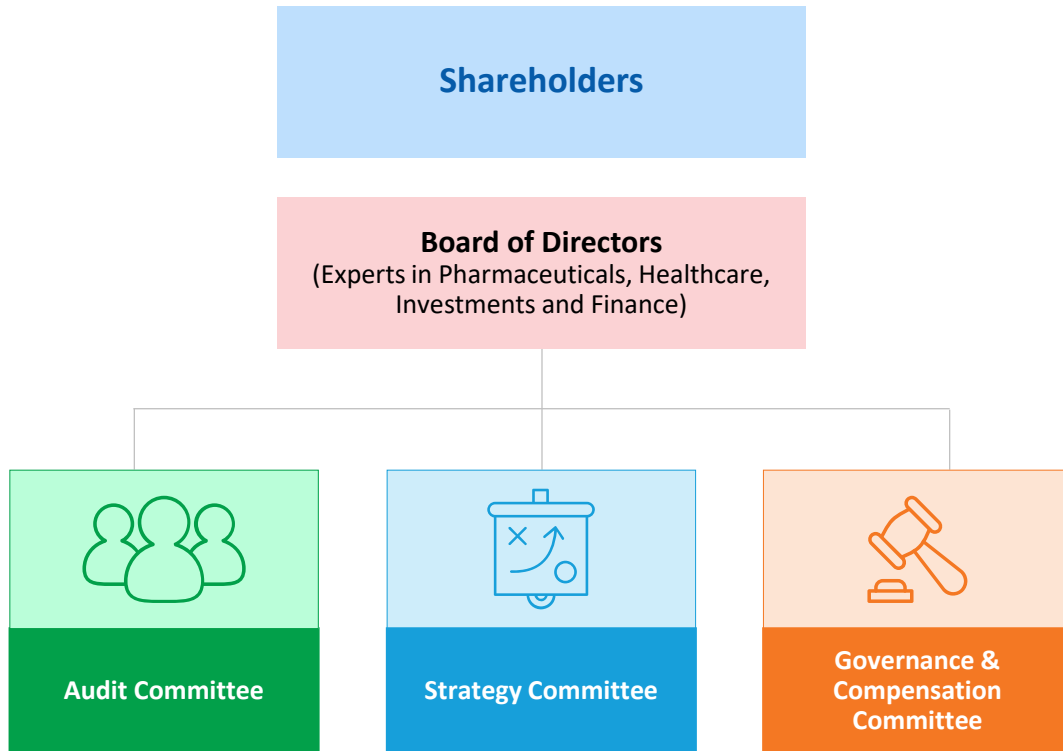 Shareholders
Board of Directors
(Experts in Pharmaceuticals, Healthcare,
Investments and Finance)
Audit Committee
Strategy Committee
Governance &
Compensation
Committee